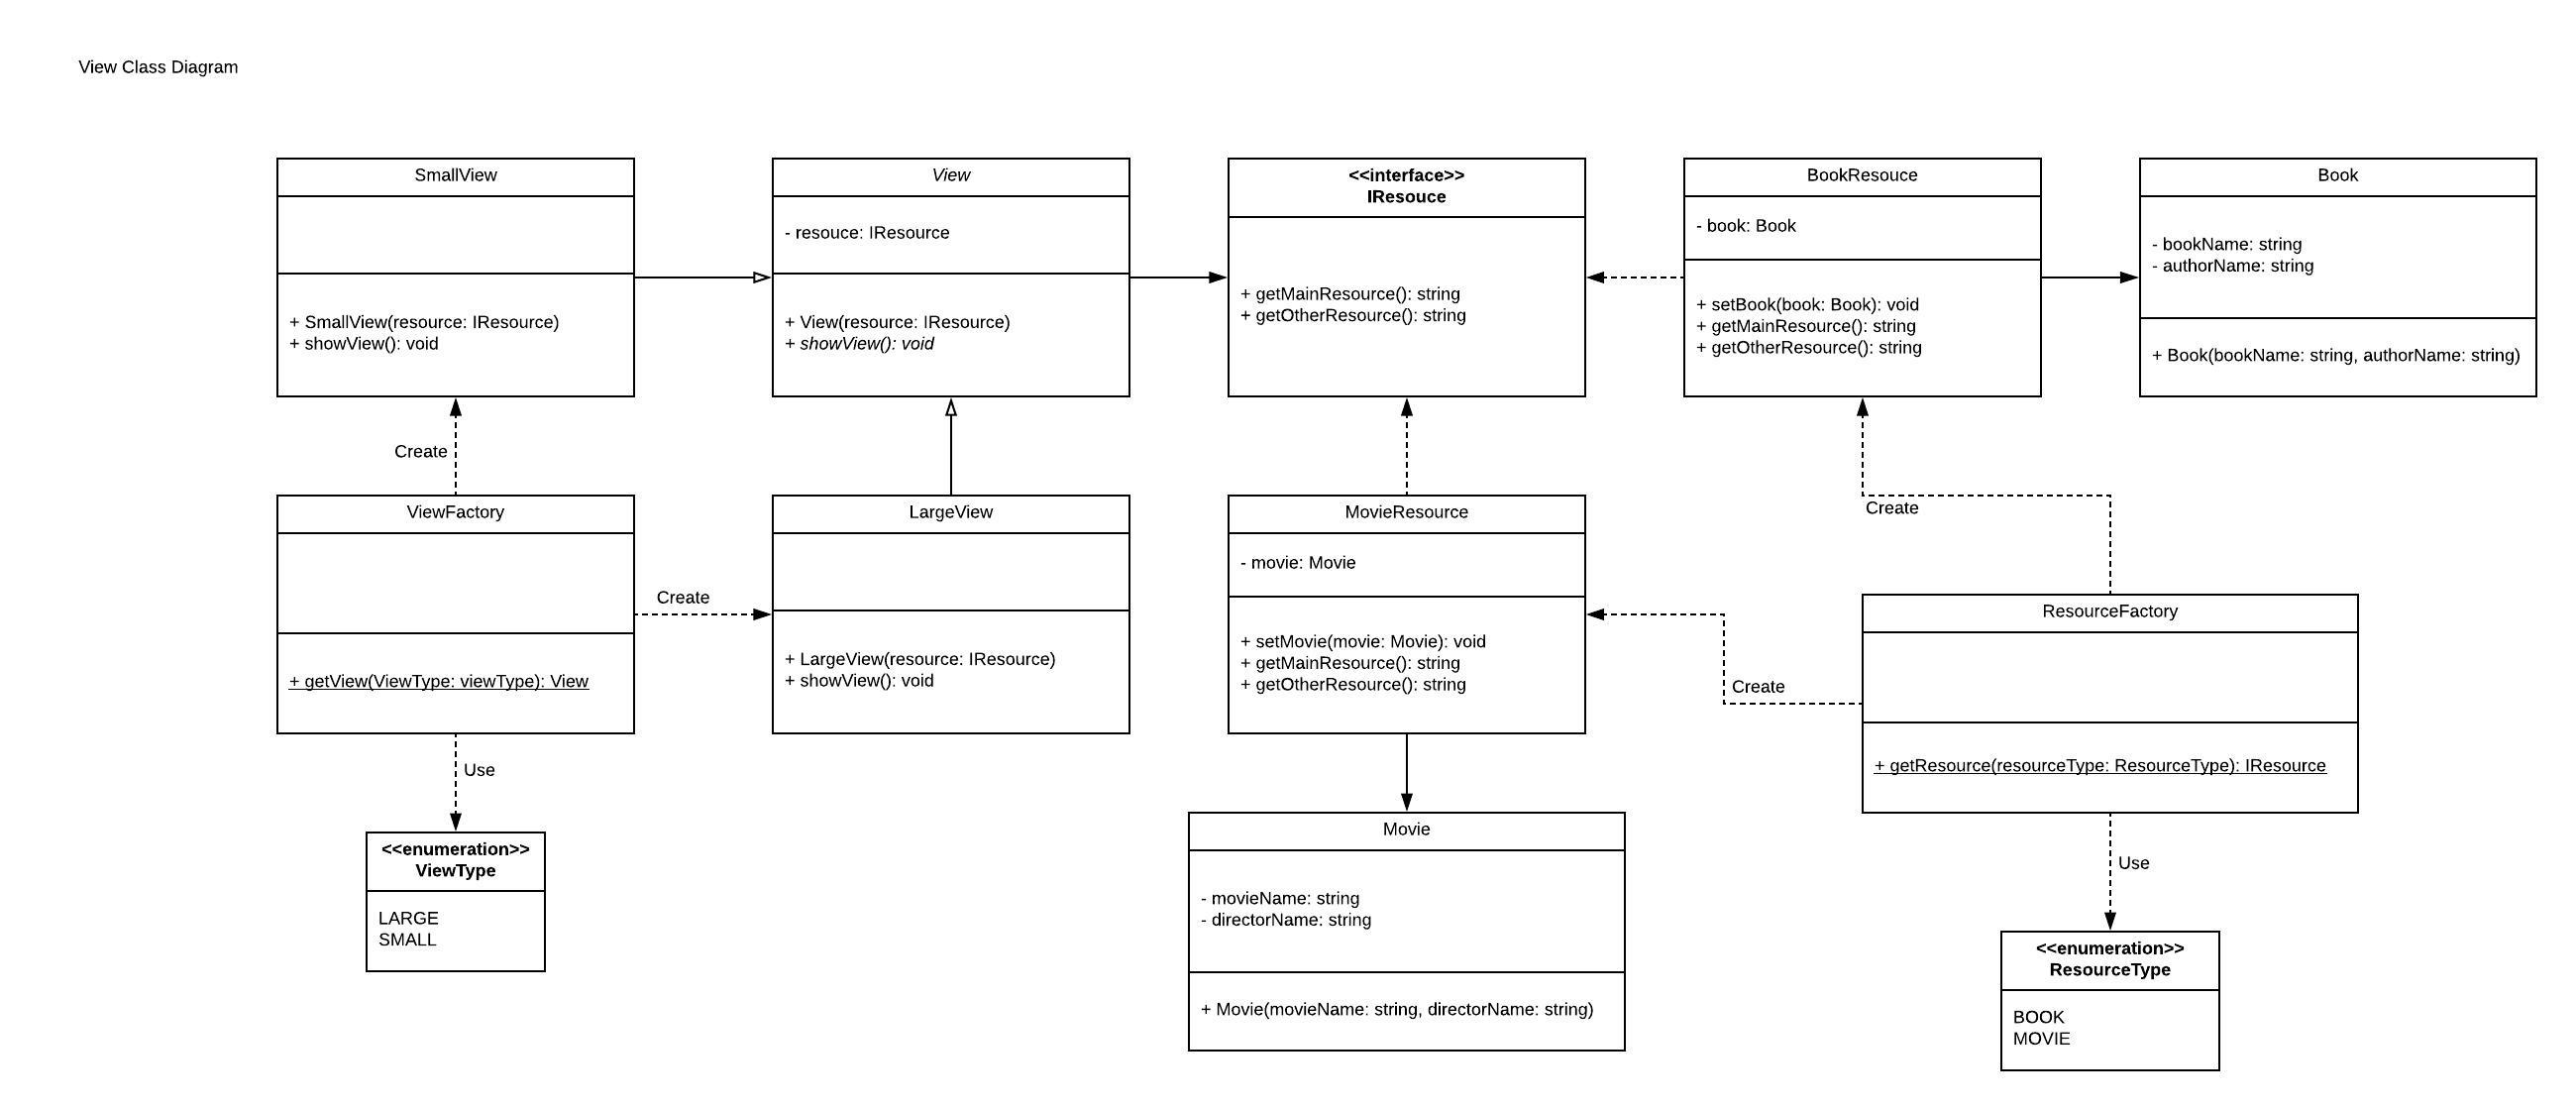 View Class Diagram
SmallView
+ SmallView(resource: IResource)
+ showView(): void
View
- resouce: IResource
+ View(resource: IResource)
+ showView(): void
<<interface>>
IResouce
+ getMainResource(): string
+ getOtherResource(): string
BookResouce
- book: Book
+ setBook(book: Book): void
+ getMainResource(): string
+ getOtherResource(): string
Book
- bookName: string
- authorName: string
+ Book(bookName: string, authorName: string)
Create
ViewFactory
+ getView(ViewType: viewType): View
Create
LargeView
+ LargeView(resource: IResource)
+ showView(): void
MovieResource
- movie: Movie
+ setMovie(movie: Movie): void
+ getMainResource(): string
+ getOtherResource(): string
Create
Create
ResourceFactory
+ getResource(resourceType: ResourceType): IResource
Use
<<enumeration>>
ViewType
LARGE
SMALL
Movie
- movieName: string
- directorName: string
+ Movie(movieName: string, directorName: string)
Use
<<enumeration>>
ResourceType
BOOK
MOVIE